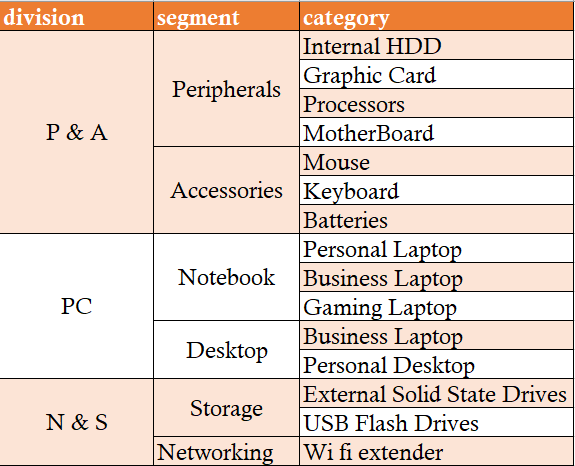 division segment category
P & A Peripherals Internal HDD
Graphic Card
Processors
MotherBoard
Accessories Mouse
Keyboard
Batteries
PC Notebook Personal Laptop
Business Laptop
Gaming Laptop
Desktop Business Laptop
Personal Desktop
N & S Storage External Solid State Drives
USB Flash Drives
Networking Wi fi extender